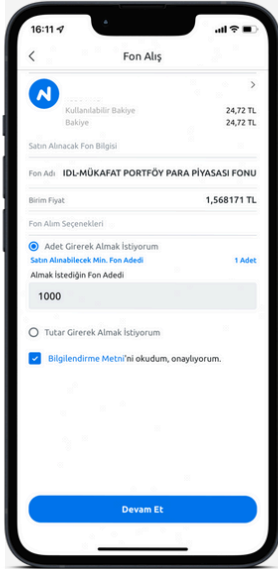 16:11
Fon Alış
Kullanılabilir Bakiye 24,72 TL
Bakiye 24,72 TL
Satın Alınacak Fon Bilgisi
Fon Adı IDL-MÜKAFAT PORTFÖY PARA PİYASASI FONU
Birim Fiyat 1,568171 TL
Fon Alım Seçenekleri
Adet Girerek Almak İstiyorum
Satın Alınabilecek Min. Fon Adedi 1 Adet
Almak İstediğin Fon Adedi
1000
Tutar Girerek Almak İstiyorum
Bilgilendirme Metni'ni okudum, onaylıyorum.
Devam Et